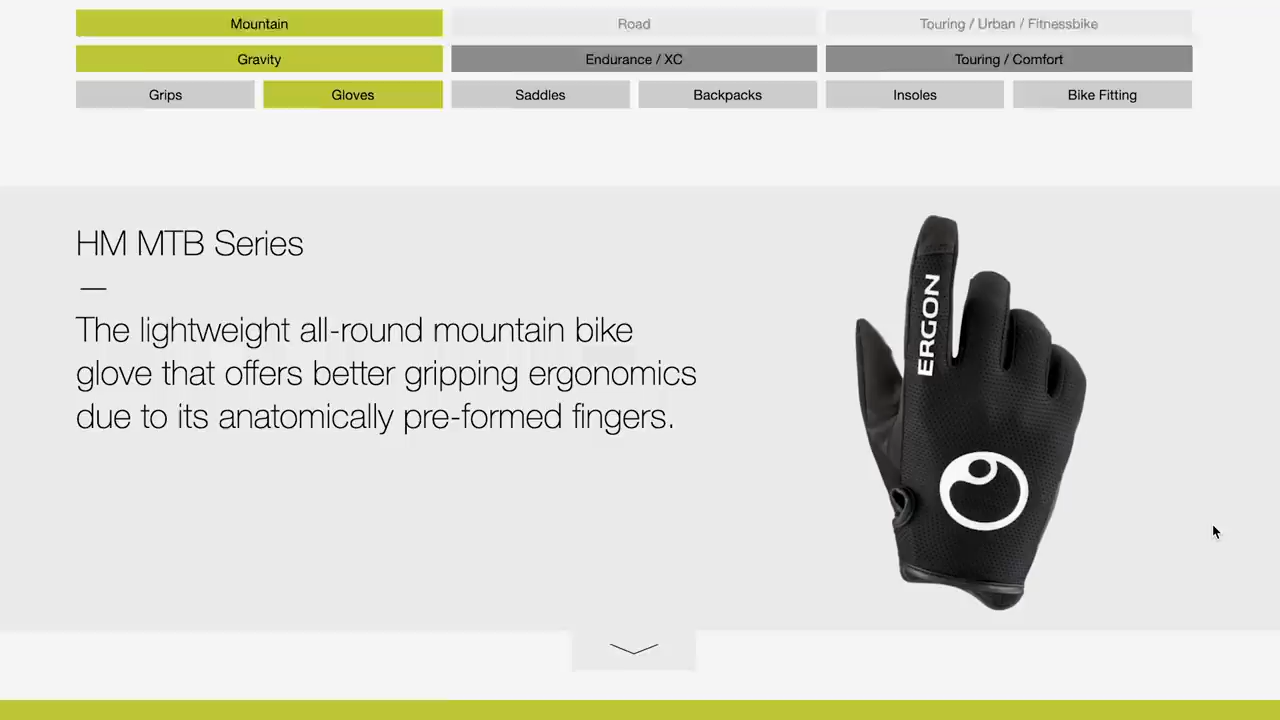 Mountain
Road
Touring / Urban / Fitnessbike
Gravity
Endurance / XC
Touring / Comfort
Grips
Gloves
Saddles
Backpacks
Insoles
Bike Fitting
HM MTB Series
The lightweight all-round mountain bike
glove that offers better gripping ergonomics
due to its anatomically pre-formed fingers.
ERGON